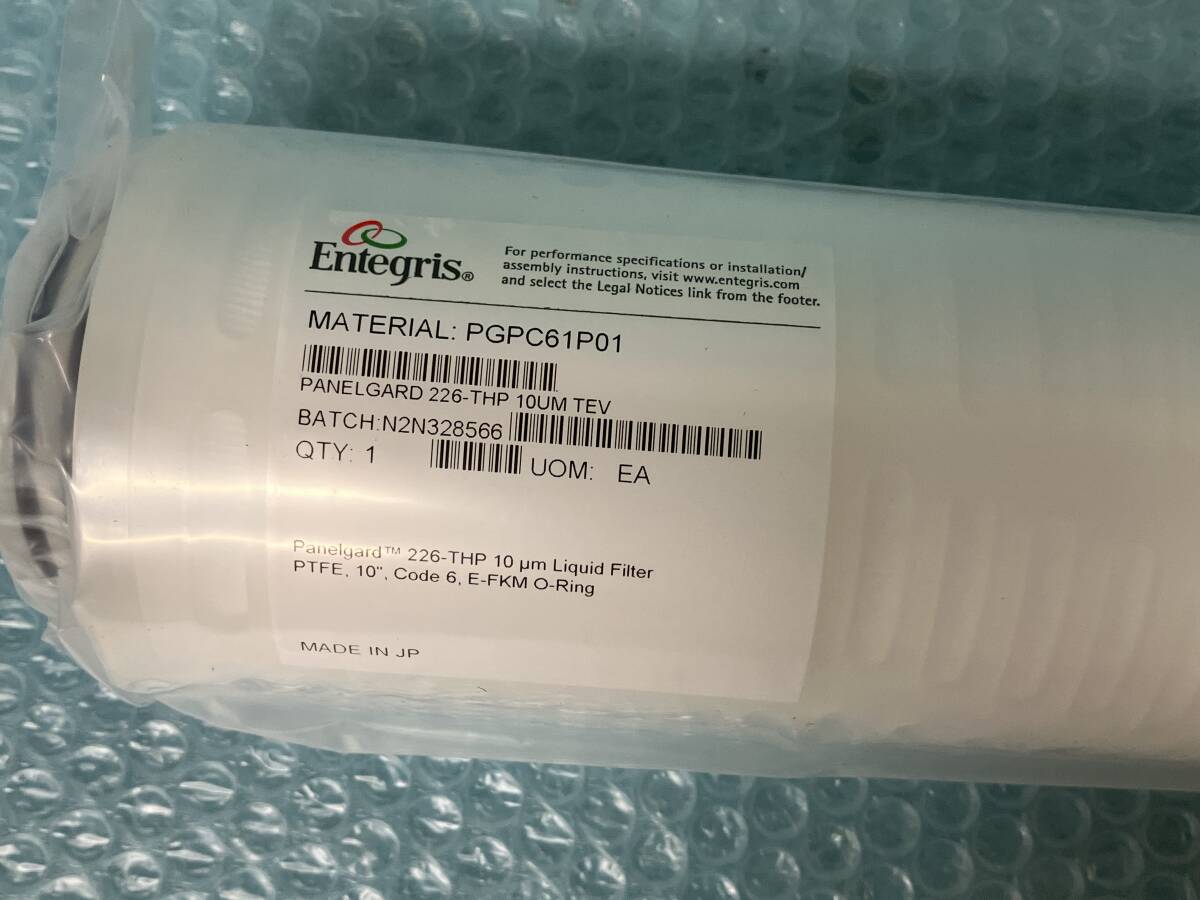 Entegris®
For performance specifications or installation/
assembly instructions, visit www.entegris.com
and select the Legal Notices link from the footer.
MATERIAL: PGPC61P01
PANELGARD 226-THP 10UM TEV
BATCH:N2N328566
QTY: 1 UOM: EA
Panelgard™ 226-THP 10 µm Liquid Filter
PTFE, 10", Code 6, E-FKM O-Ring
MADE IN JP